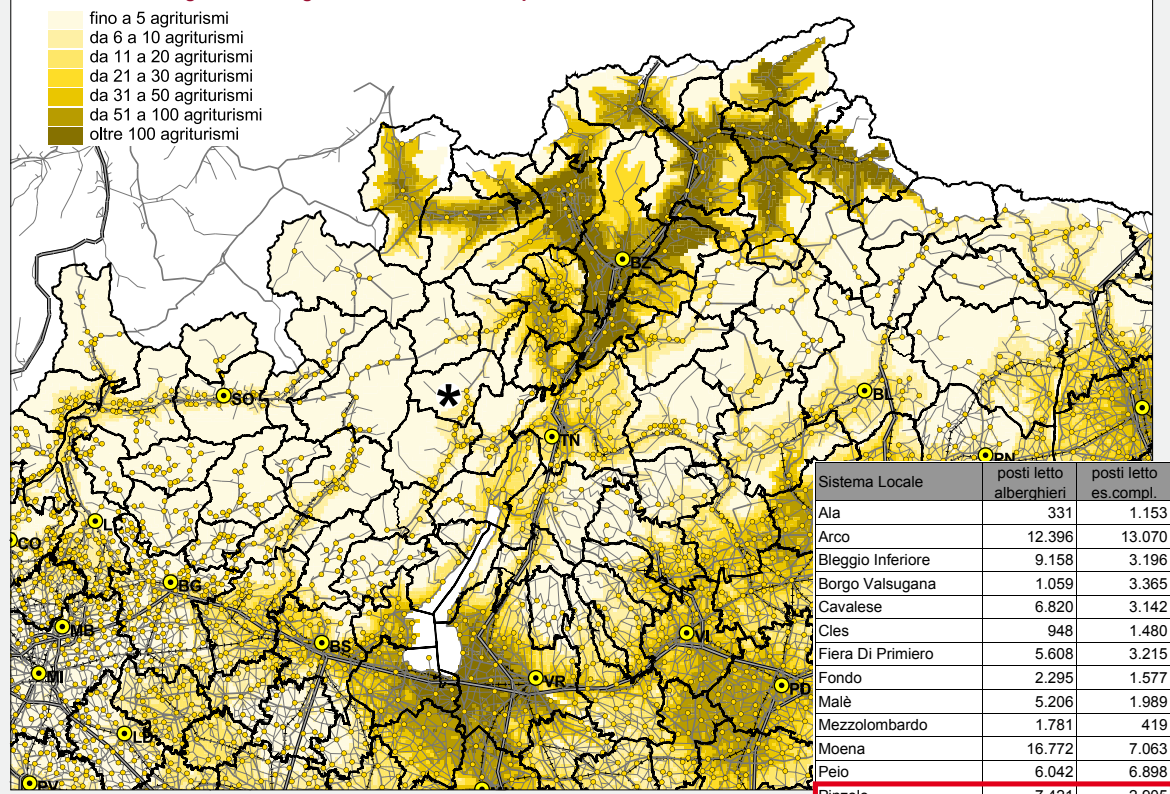 fino a 5 agriturismi
da 6 a 10 agriturismi
da 11 a 20 agriturismi
da 21 a 30 agriturismi
da 31 a 50 agriturismi
da 51 a 100 agriturismi
oltre 100 agriturismi
BZ
*
SO
BL
TN
PN
CO
BG
MB
BS
VI
MI
VR
PD
PV
Sistema Locale posti letto alberghieri posti letto es.compl.
Ala 331 1.153
Arco 12.396 13.070
Bleggio Inferiore 9.158 3.196
Borgo Valsugana 1.059 3.365
Cavalese 6.820 3.142
Cles 948 1.480
Fiera Di Primiero 5.608 3.215
Fondo 2.295 1.577
Malè 5.206 1.989
Mezzolombardo 1.781 419
Moena 16.772 7.063
Peio 6.042 6.898